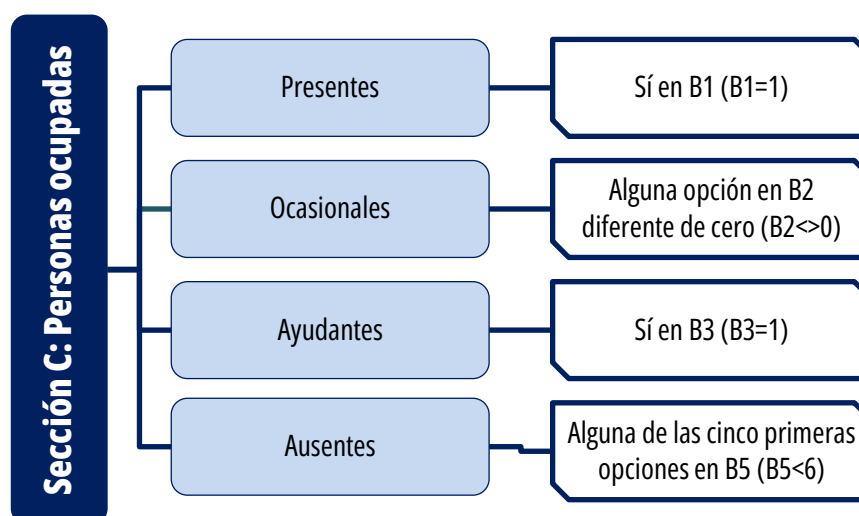 Sección C: Personas ocupadas
Presentes
Sí en B1 (B1=1)
Ocasionales
Alguna opción en B2
diferente de cero (B2<>0)
Ayudantes
Sí en B3 (B3=1)
Ausentes
Alguna de las cinco primeras
opciones en B5 (B5<6)